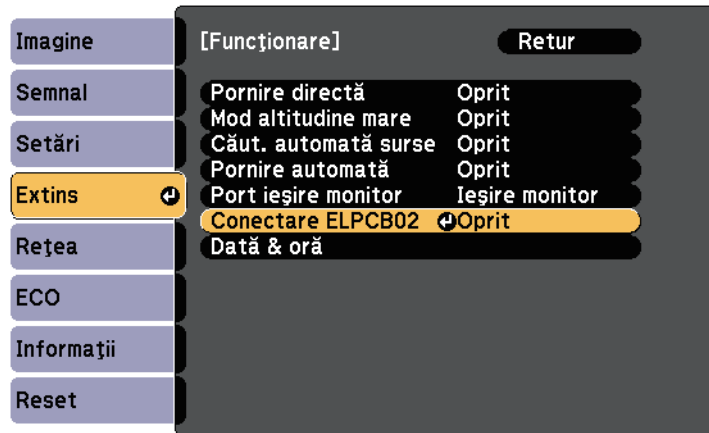 Imagine
Semnal
Setări
Extins
Reţea
ECO
Informaţii
Reset
[Funcţionare] Retur
Pornire directă Oprit
Mod altitudine mare Oprit
Căut. automată surse Oprit
Pornire automată Oprit
Port ieşire monitor Ieşire monitor
Conectare ELPCB02 Oprit
Dată & oră